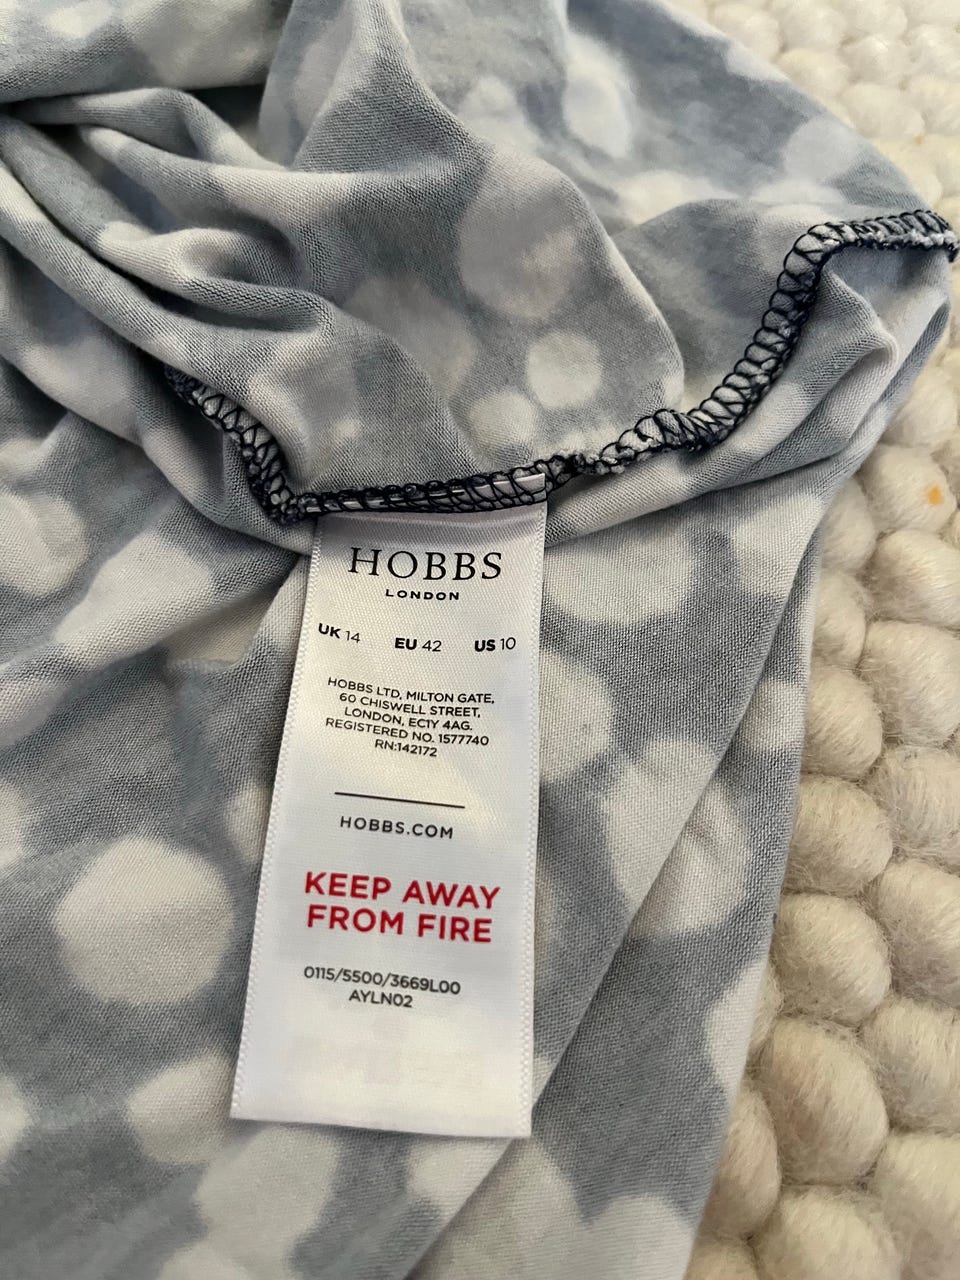 HOBBS
LONDON
UK 14 EU 42 US 10
HOBBS LTD, MILTON GATE,
60 CHISWELL STREET,
LONDON, EC1Y 4AG.
REGISTERED NO. 1577740
RN:142172
HOBBS.COM
KEEP AWAY
FROM FIRE
0115/5500/3669L00
AYLN02